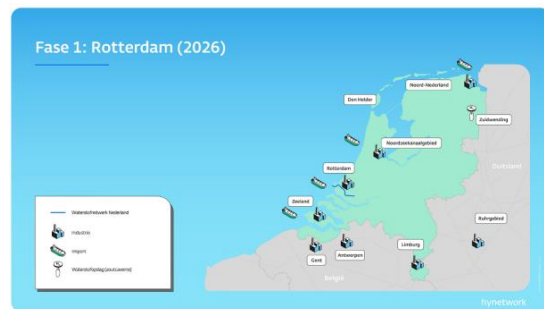 Fase 1: Rotterdam (2026)
Noord-Nederland
Den Helder
Zuidwending
Noordzeekanaalgebied
Duitsland
Rotterdam
Zeeland
Ruhrgebied
Gent
Antwerpen
Limburg
België
Waterstofnetwerk Nederland
Industrie
Import
Waterstofopslag (zoutcaverne)
hynetwork